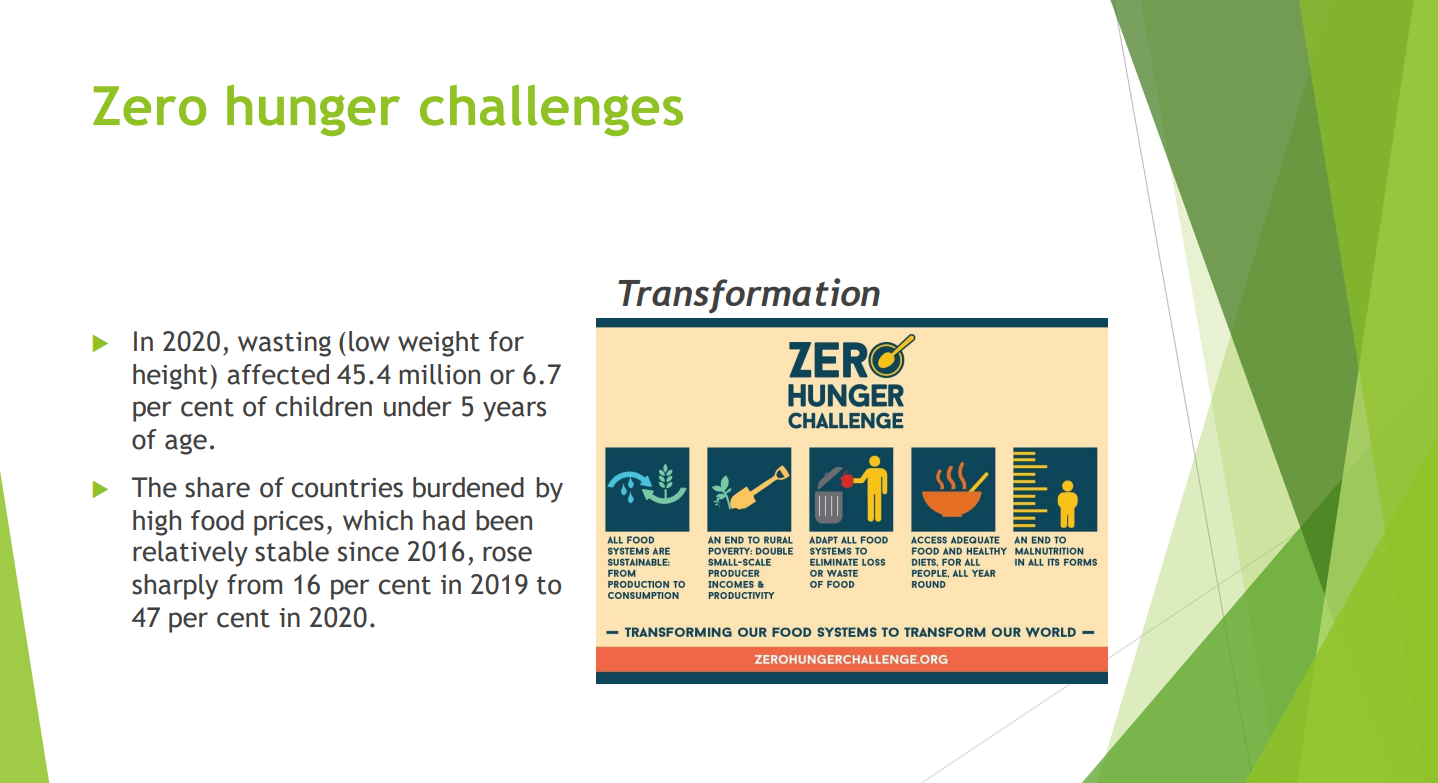 Zero hunger challenges
In 2020, wasting (low weight for
height) affected 45.4 million or 6.7
per cent of children under 5 years
of age.
The share of countries burdened by
high food prices, which had been
relatively stable since 2016, rose
sharply from 16 per cent in 2019 to
47 per cent in 2020.
Transformation
ZERO
HUNGER
CHALLENGE
ALL FOOD
SYSTEMS ARE
SUSTAINABLE:
FROM
PRODUCTION TO
CONSUMPTION
AN END TO RURAL
POVERTY: DOUBLE
SMALL-SCALE
PRODUCER
INCOMES &
PRODUCTIVITY
ADAPT ALL FOOD
SYSTEMS TO
ELIMINATE LOSS
OR WASTE
OF FOOD
ACCESS ADEQUATE
FOOD AND HEALTHY
DIETS, FOR ALL
PEOPLE, ALL YEAR
ROUND
AN END TO
MALNUTRITION
IN ALL ITS FORMS
— TRANSFORMING OUR FOOD SYSTEMS TO TRANSFORM OUR WORLD —
ZEROHUNGERCHALLENGE.ORG